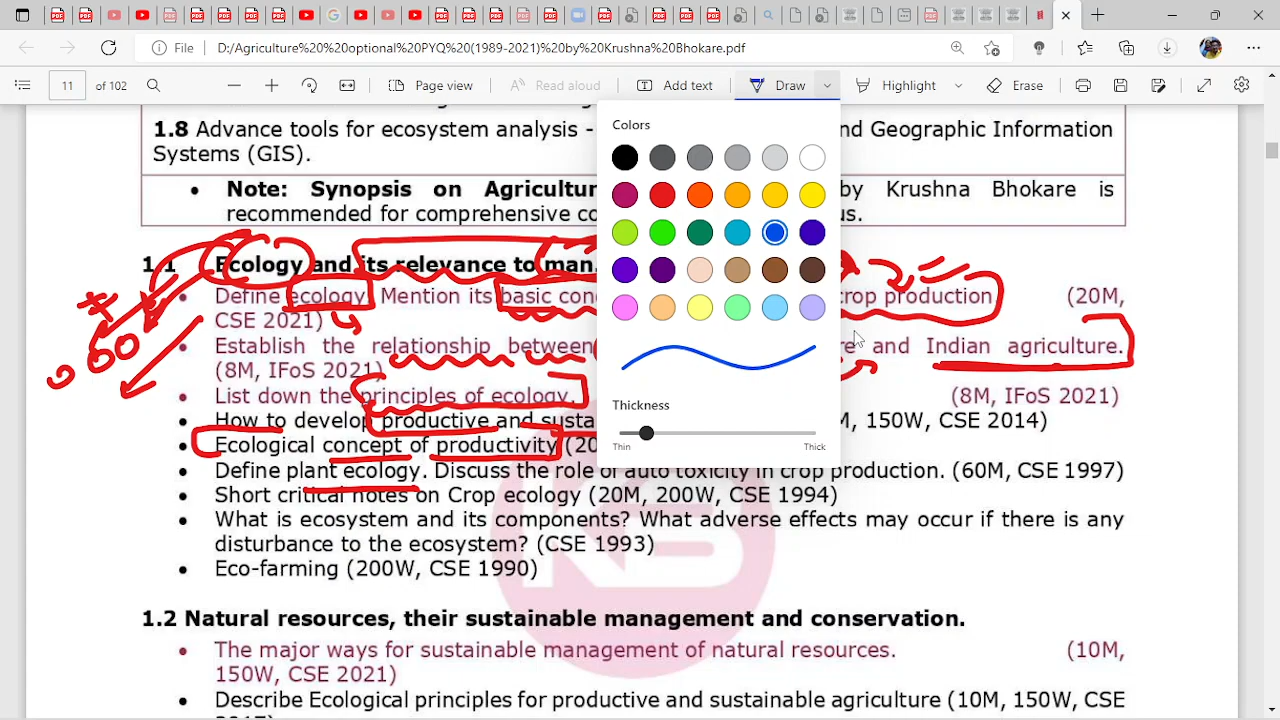 File
D:/Agriculture%20%20optional%20PYQ%20(1989-2021)%20by%20Krushna%20Bhokare.pdf
11 of 102
Page view
Read aloud
Add text
Draw
Highlight
Erase
1.8 Advance tools for ecosystem analysis - and Geographic Information
Systems (GIS).
• Note: Synopsis on Agricultur by Krushna Bhokare is
recommended for comprehensive co us.
1.1 Ecology and its relevance to man.
• Define ecology. Mention its basic con crop production (20M,
CSE 2021)
• Establish the relationship between re and Indian agriculture.
(8M, IFoS 2021)
• List down the principles of ecology. (8M, IFoS 2021)
• How to develop productive and susta M, 150W, CSE 2014)
• Ecological concept of productivity (20
• Define plant ecology. Discuss the role of auto toxicity in crop production. (60M, CSE 1997)
• Short critical notes on Crop ecology (20M, 200W, CSE 1994)
• What is ecosystem and its components? What adverse effects may occur if there is any
disturbance to the ecosystem? (CSE 1993)
• Eco-farming (200W, CSE 1990)
1.2 Natural resources, their sustainable management and conservation.
• The major ways for sustainable management of natural resources. (10M,
150W, CSE 2021)
• Describe Ecological principles for productive and sustainable agriculture (10M, 150W, CSE
Colors
Thickness
Thin
Thick
KS